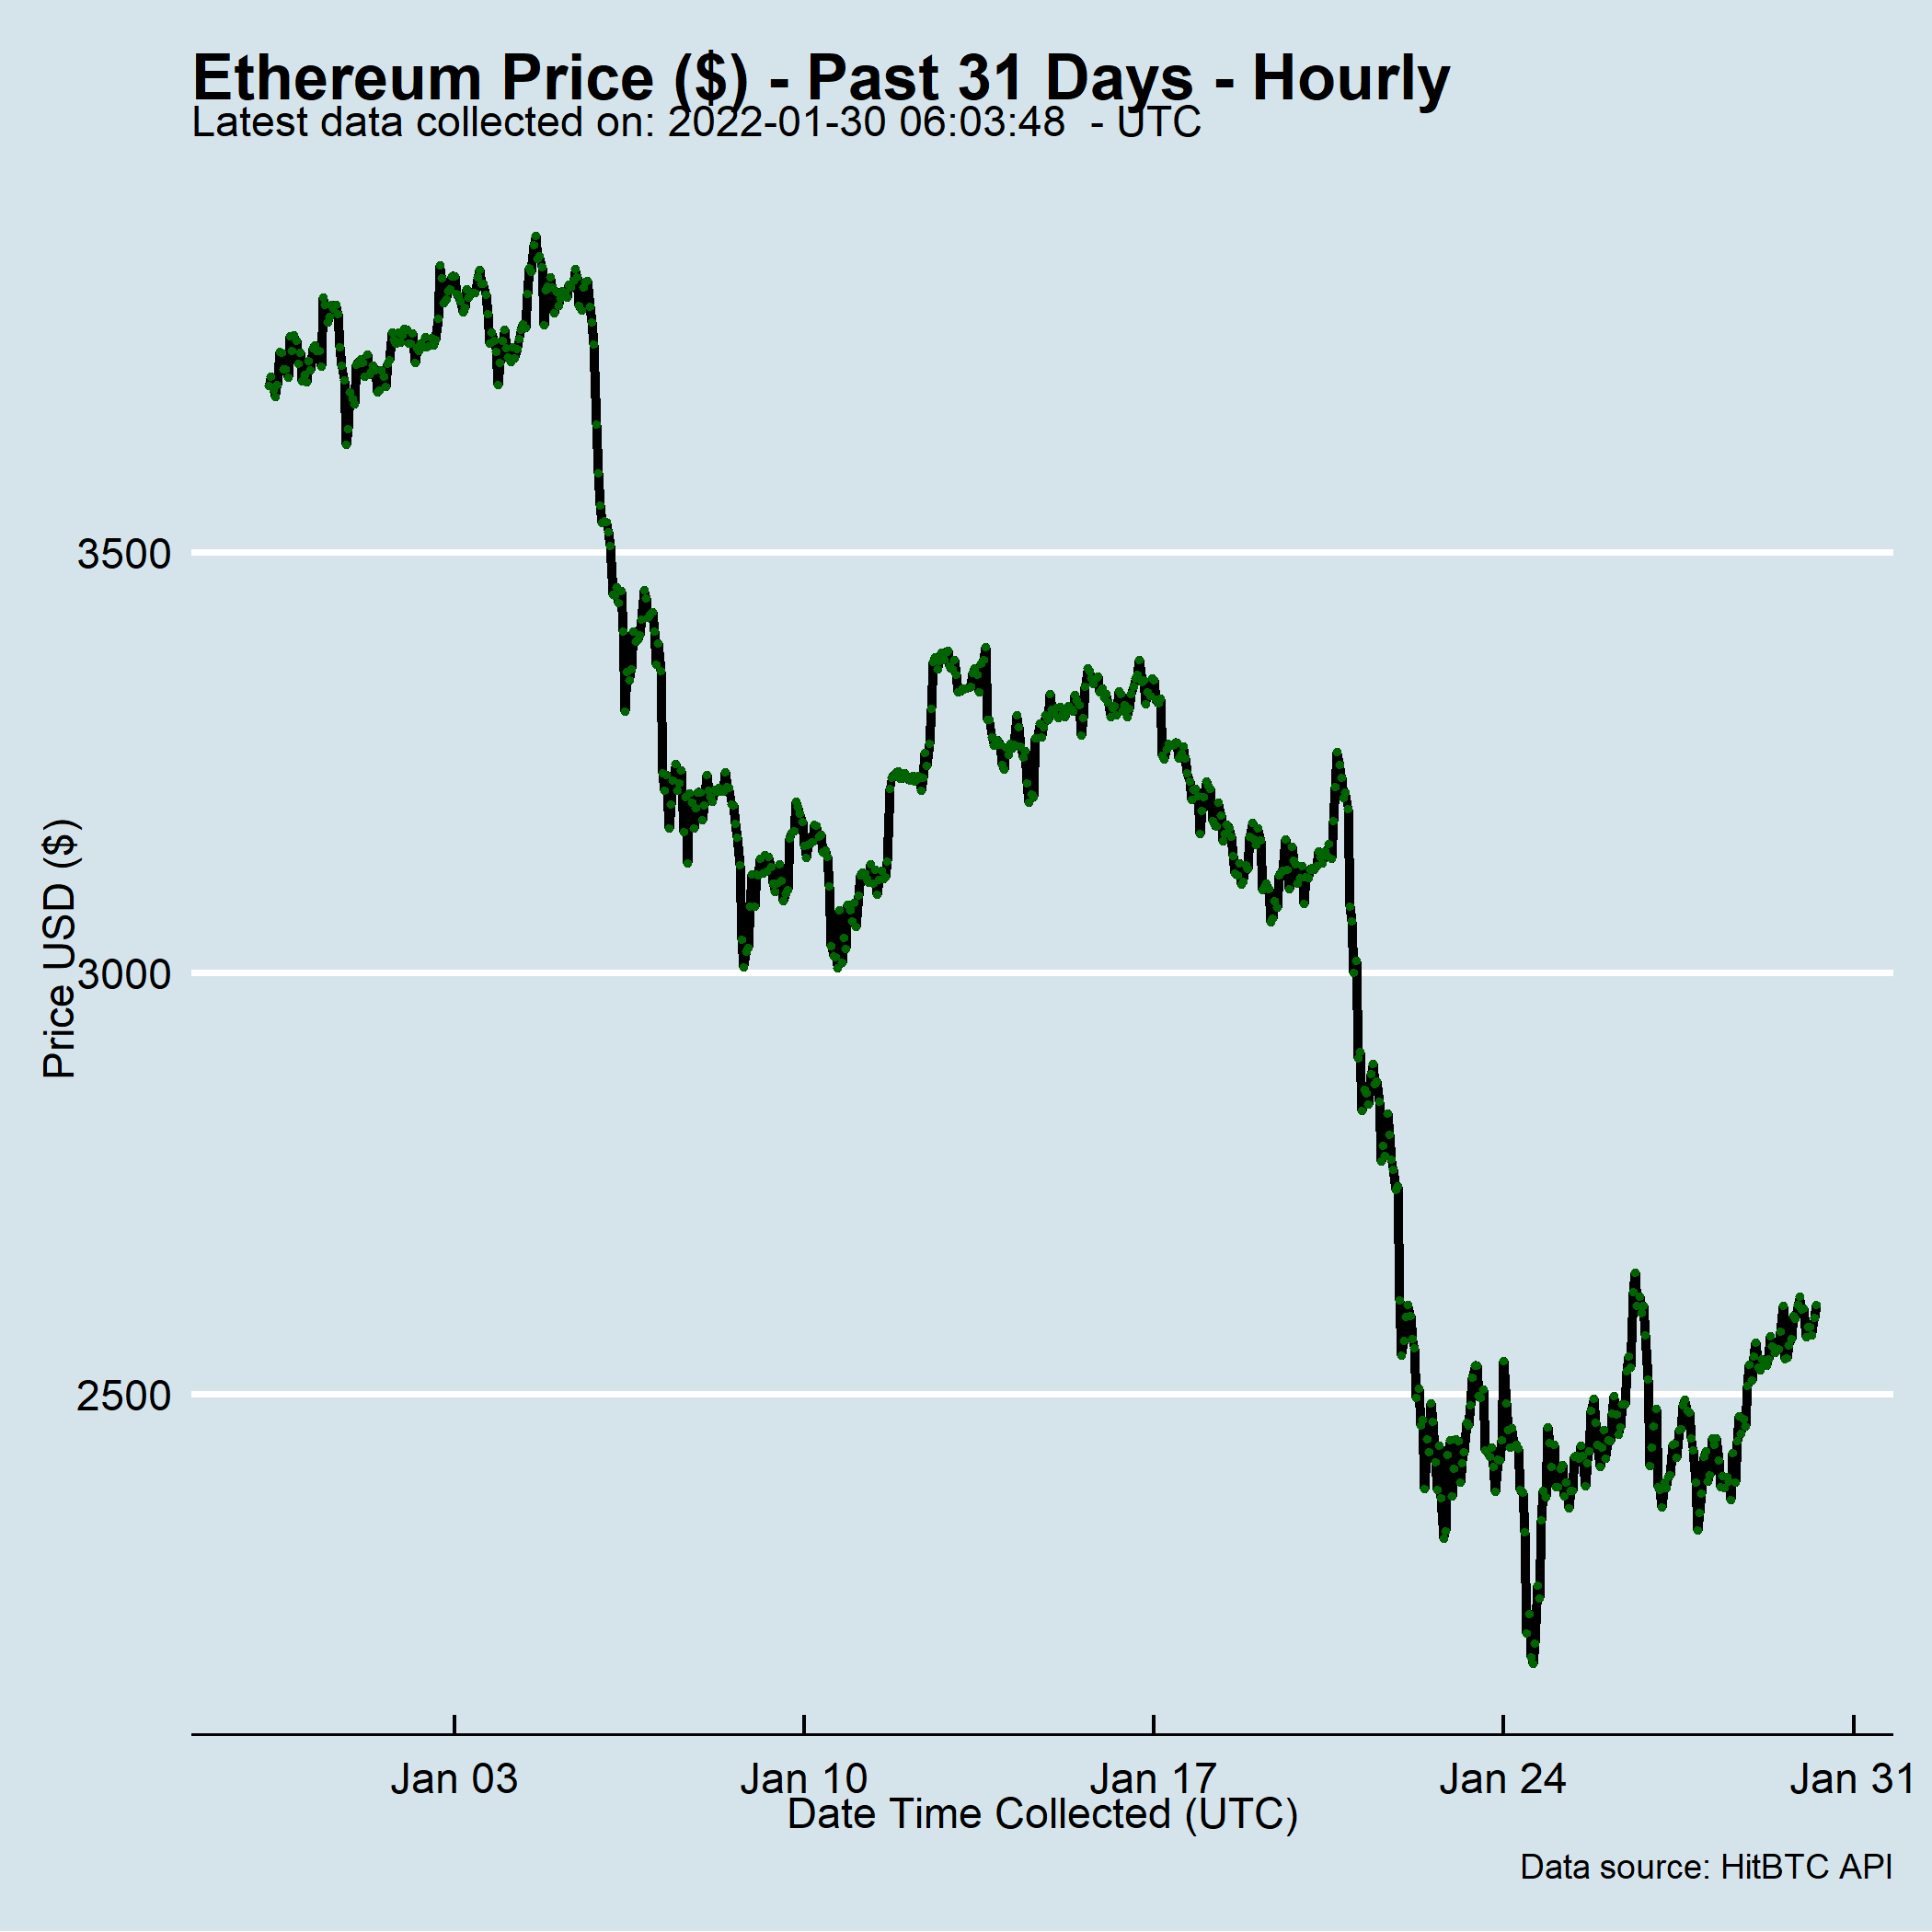 Ethereum Price ($) - Past 31 Days - Hourly
Latest data collected on: 2022-01-30 06:03:48  - UTC
3500
3000
2500
Price USD ($)
Jan 03
Jan 10
Jan 17
Jan 24
Jan 31
Date Time Collected (UTC)
Data source: HitBTC API